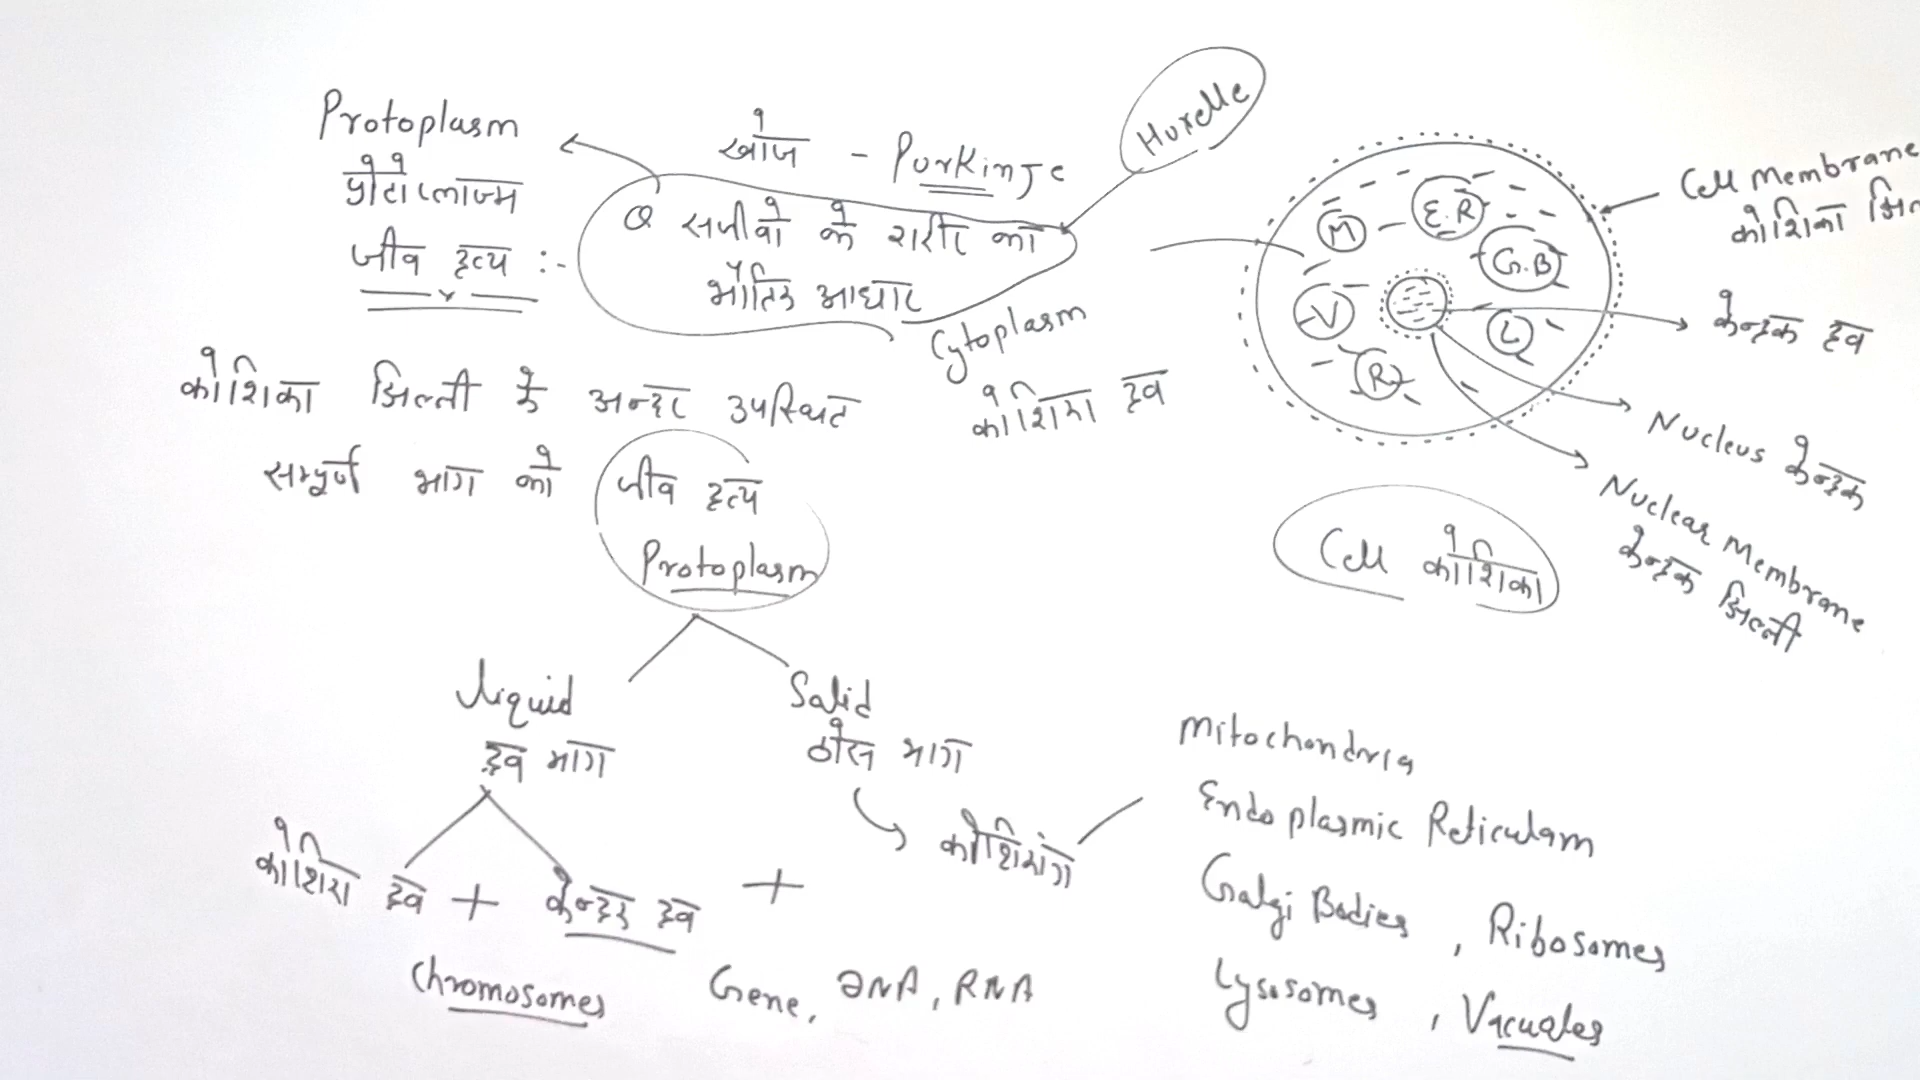 Protoplasm
प्रोटोप्लाज्म
जीव द्रव्य :-
खोज - Purkinje
Huxelle
@ सजीवों के शरीर का
भौतिक आधार
कोशिका झिल्ली के अन्दर उपस्थित
सम्पूर्ण भाग को जीव द्रव्य
Protoplasm
Cytoplasm
कोशिका द्रव
M
E.R
G.B
V
L
R
Cell Membrane
कोशिका
केन्द्रक द्रव
Nucleus केन्द्रक
Nuclear Membrane
केन्द्रक झिल्ली
Cell कोशिका
Liquid
द्रव भाग
Solid
ठोस भाग
कोशिका द्रव + केन्द्रक द्रव +
कोशिकांग
Chromosomes Gene, DNA, RNA
Mitochondria
Endoplasmic Reticulam
Golgi Bodies, Ribosomes
Lysosomes, Vacuoles